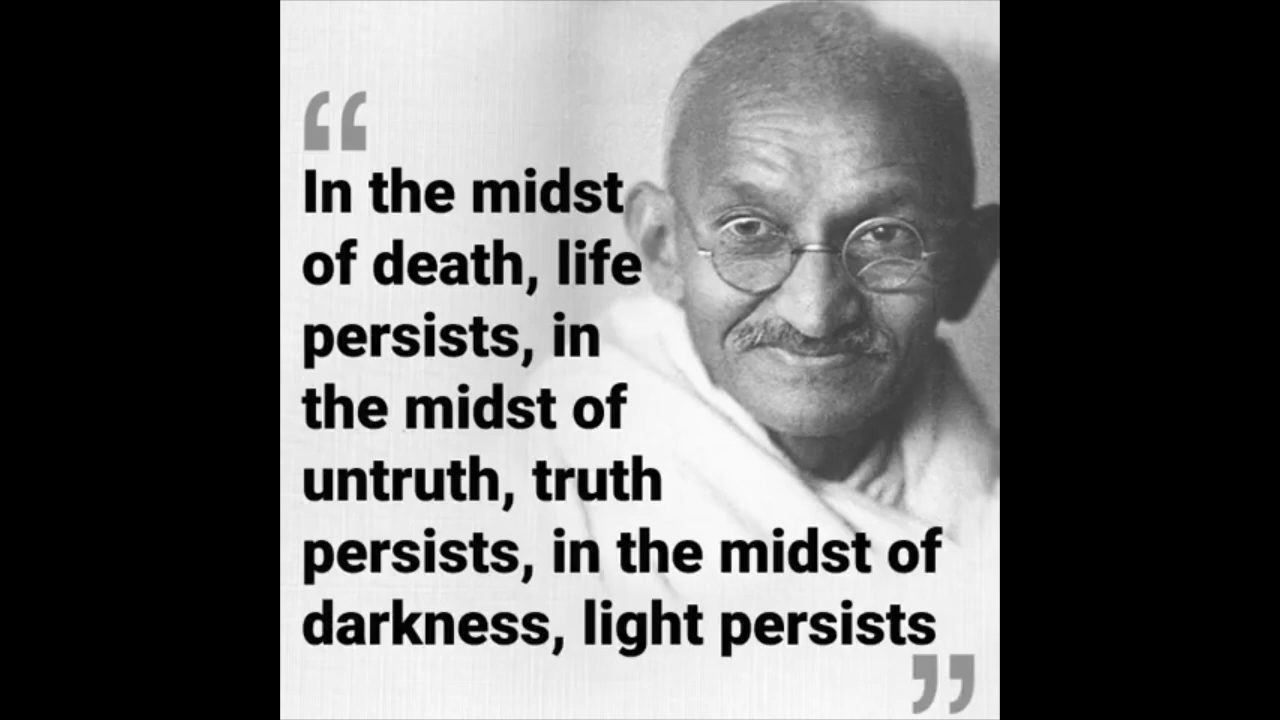 “
In the midst
of death, life
persists, in
the midst of
untruth, truth
persists, in the midst of
darkness, light persists
”